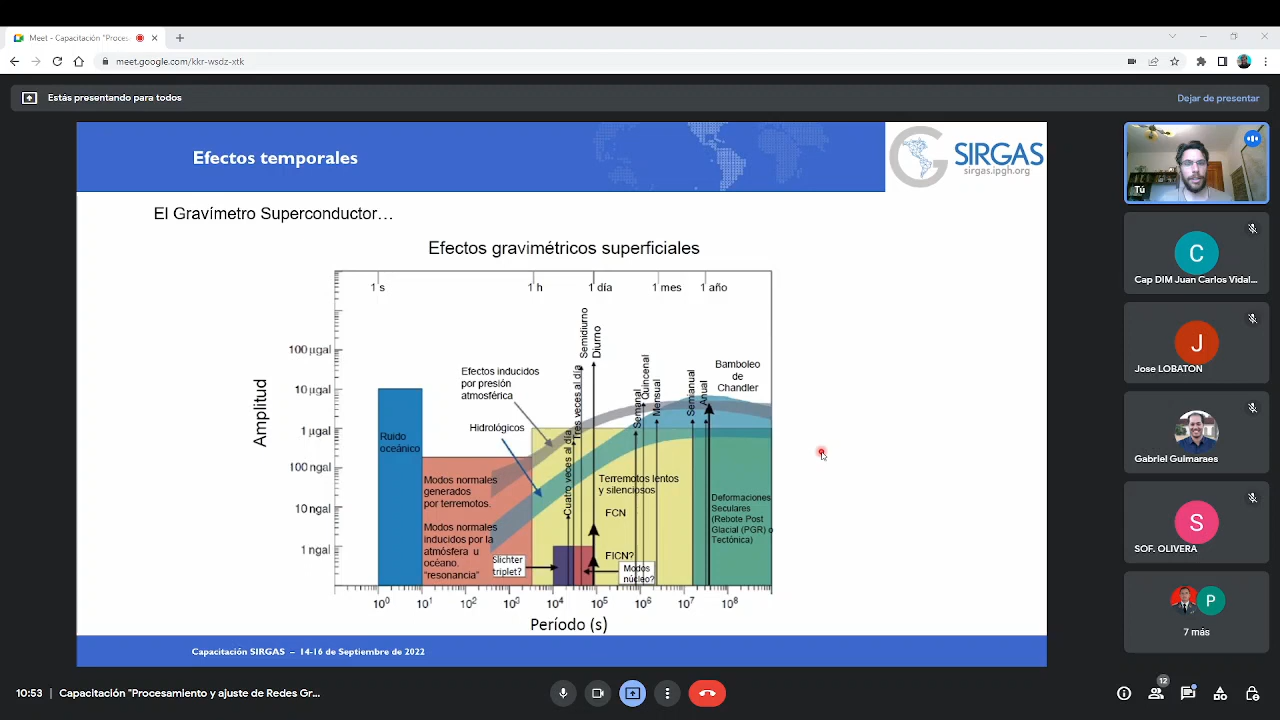 Meet - Capacitación "Proces
meet.google.com/kkr-wsdz-xtk
Estás presentando para todos
Dejar de presentar
Efectos temporales
SIRGAS
sirgas.ipgh.org
El Gravímetro Superconductor...
Efectos gravimétricos superficiales
1 s
1 h
1 día
1 mes
1 año
100 µgal
10 µgal
1 µgal
100 ngal
10 ngal
1 ngal
Amplitud
Ruido
oceánico
Modos normales
generados
por terremotos.
Modos normales
inducidos por la
atmósfera u
océano.
"resonancia"
Efectos inducidos
por presión
atmosférica
Hidrológicos
Slichter
triplet?
Cuatro veces al día
Tres veces al día
Semidiurno
Diurno
Terremotos lentos
y silenciosos
FCN
FICN?
Modos
núcleo?
Semanal
Quincenal
Mensual
Semanual
Anual
Bamboleo
de
Chandler
Deformaciones
Seculares
(Rebote Post
Glacial (PGR) o
Tectónica)
10⁰
10¹
10²
10³
10⁴
10⁵
10⁶
10⁷
10⁸
Período (s)
Capacitación SIRGAS – 14-16 de Septiembre de 2022
Tú
C
Cap DIM Juan Carlos Vidal...
J
Jose LOBATON
Gabriel Guimaraes
S
SOF. OLIVERA
P
7 más
10:53 | Capacitación "Procesamiento y ajuste de Redes Gr...
12